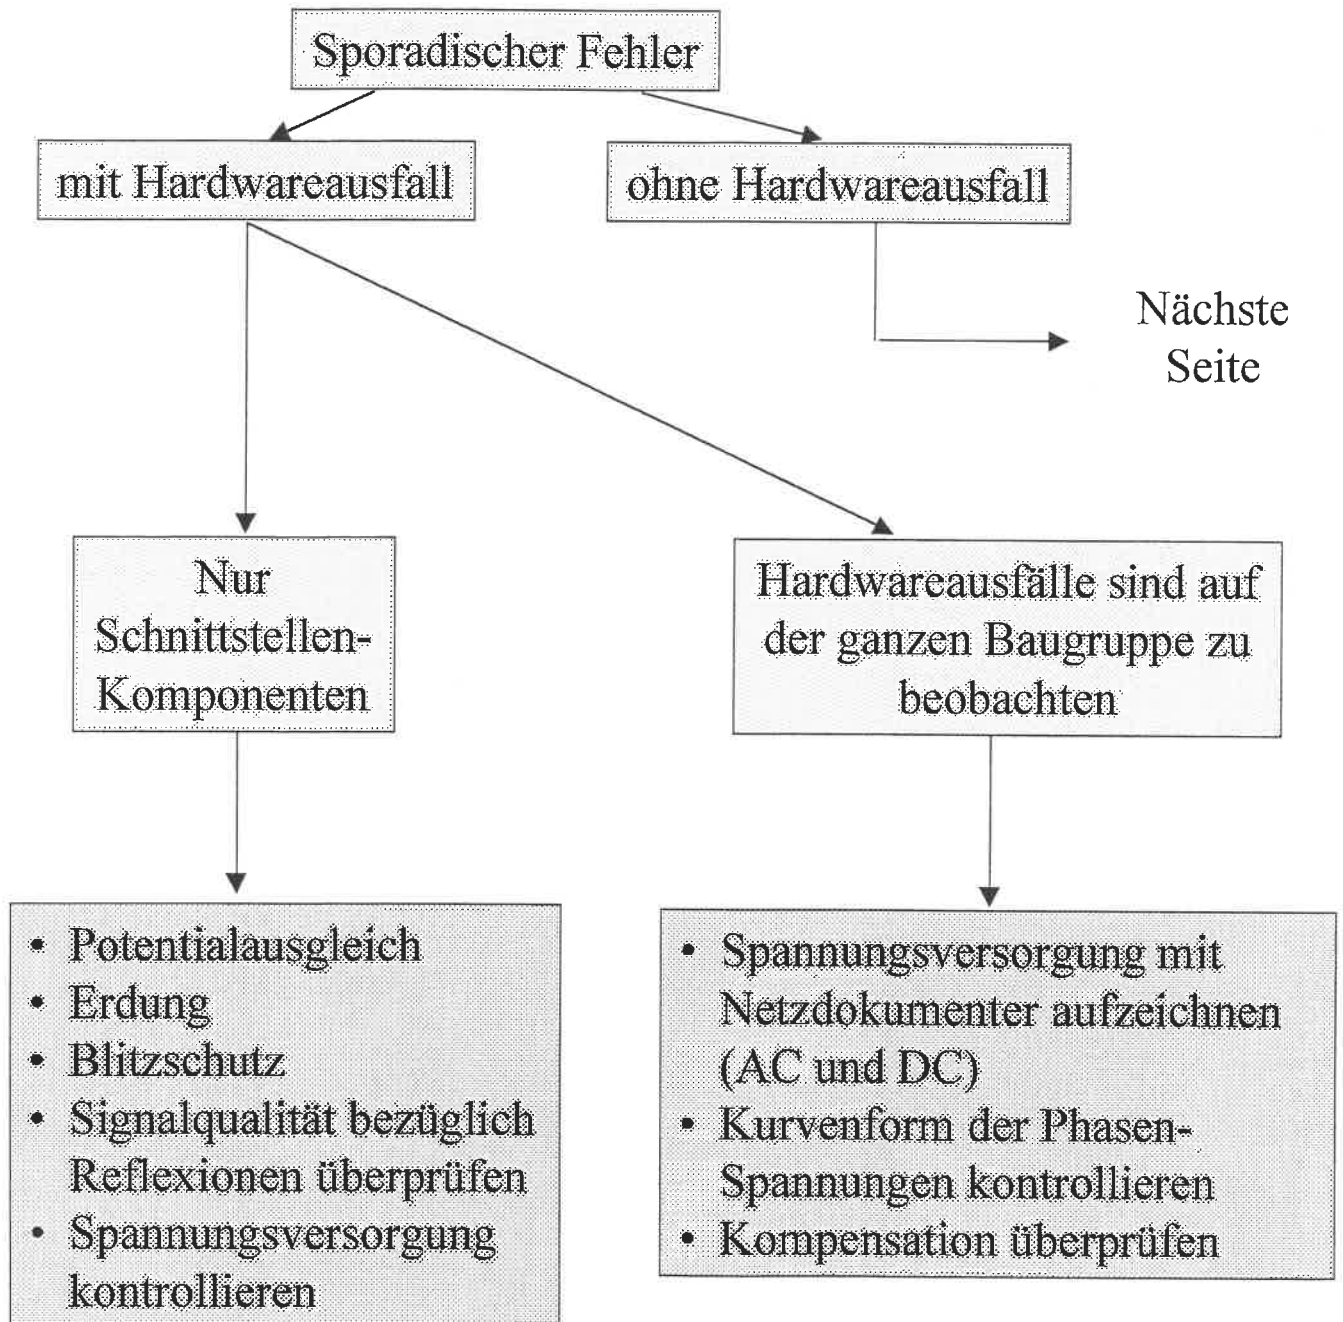 Sporadischer Fehler
mit Hardwareausfall
ohne Hardwareausfall
Nächste
Seite
Nur
Schnittstellen-
Komponenten
Hardwareausfälle sind auf
der ganzen Baugruppe zu
beobachten
• Potentialausgleich
• Erdung
• Blitzschutz
• Signalqualität bezüglich
Reflexionen überprüfen
• Spannungsversorgung
kontrollieren
• Spannungsversorgung mit
Netzdokumenter aufzeichnen
(AC und DC)
• Kurvenform der Phasen-
Spannungen kontrollieren
• Kompensation überprüfen